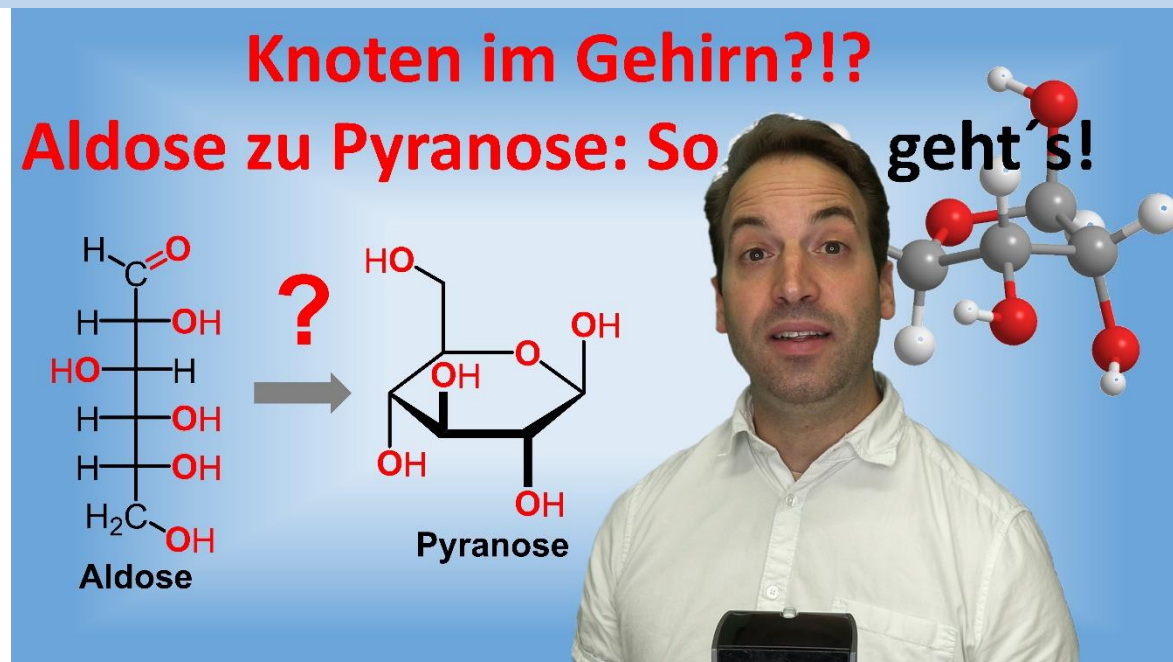 Knoten im Gehirn?!?
Aldose zu Pyranose: So geht´s!
H O
C
H OH
HO H
H OH
H OH
H₂C
OH
Aldose
?
HO
O
OH
OH
OH
OH
Pyranose